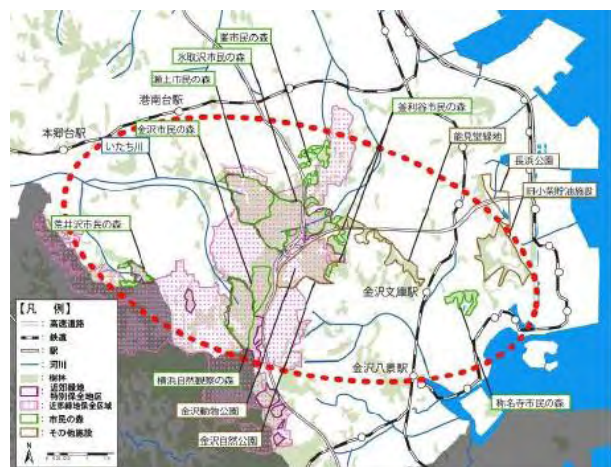 峯市民の森
氷取沢市民の森
瀬上市民の森
港南台駅
釜利谷市民の森
金沢市民の森
能見堂緑地
本郷台駅
いたち川
長浜公園
旧小柴貯油施設
荒井沢市民の森
金沢文庫駅
【凡 例】
:高速道路
:鉄道
:駅
:河川
:樹林
:近郊緑地
特別保全地区
:近郊緑地保全区域
:市民の森
:その他施設
N
金沢八景駅
横浜自然観察の森
金沢動物公園
称名寺市民の森
金沢自然公園